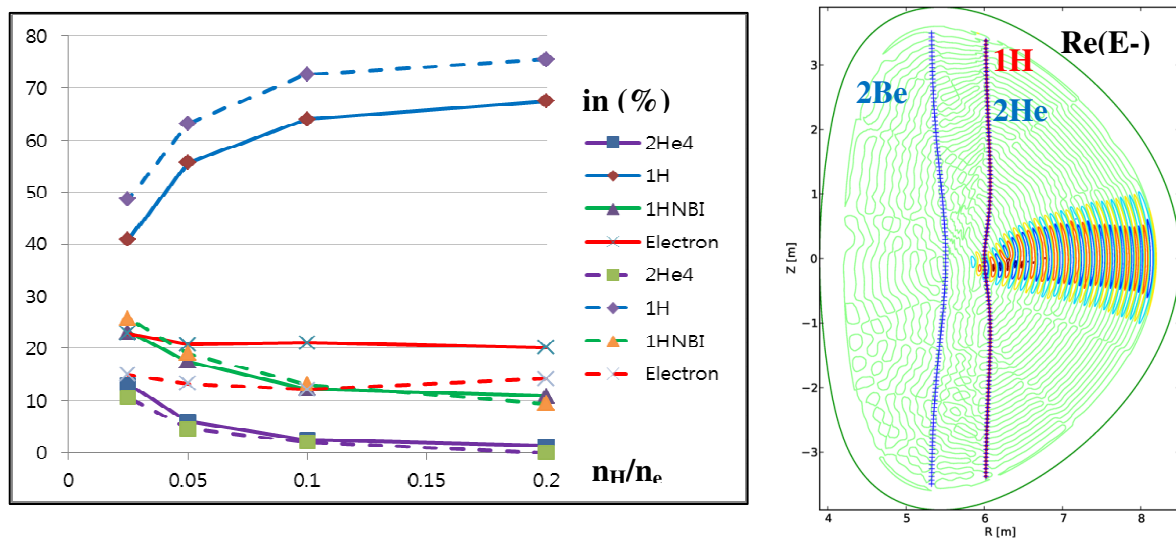 80
70
60
50
40
30
20
10
0
0
0.05
0.1
0.15
0.2
n_H/n_e
in (%)
2He4
1H
1HNBI
Electron
2He4
1H
1HNBI
Electron
Re(E-)
1H
2Be
2He
3
2
1
0
−1
−2
−3
Z [m]
4
5
6
7
8
R [m]